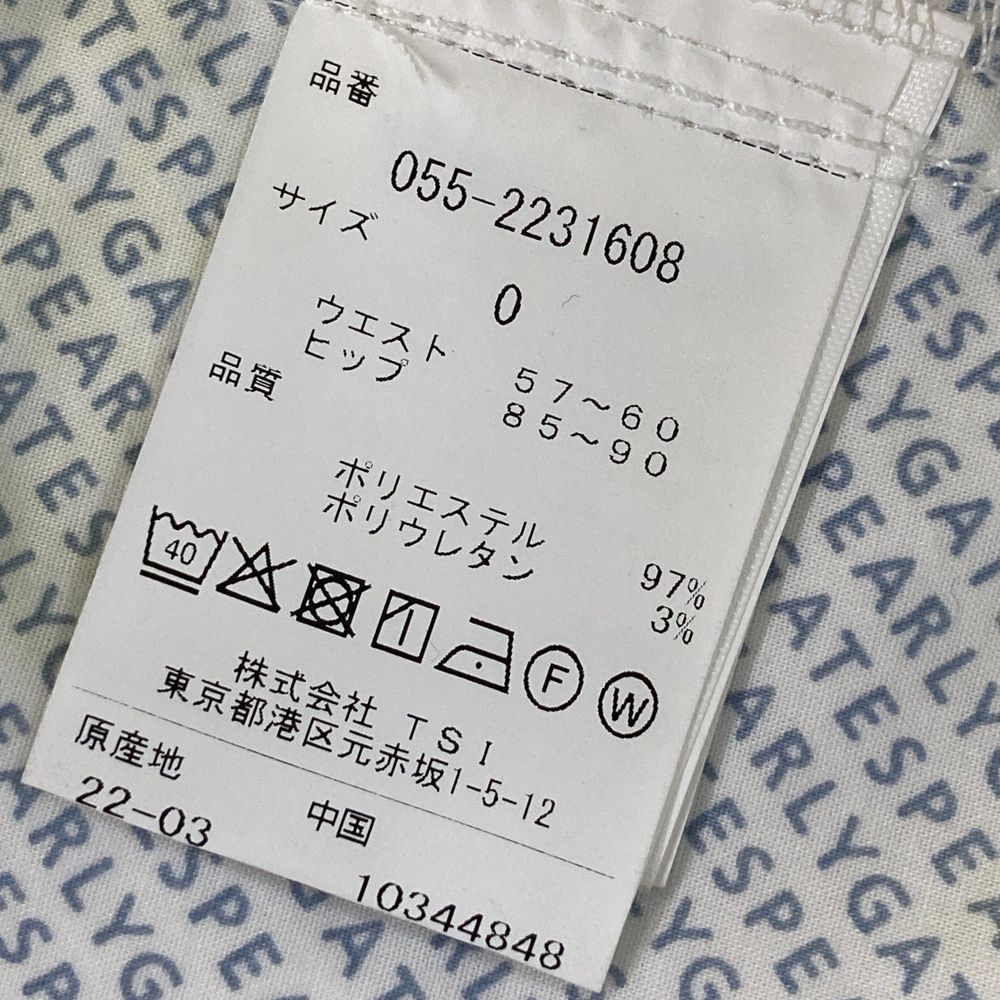 品番
055-2231608
サイズ
0
ウエスト 57～60
ヒップ 85～90
品質
ポリエステル 97%
ポリウレタン 3%
40
F
W
株式会社 TSI
東京都港区元赤坂1-5-12
原産地 中国
22-03 10344848
PEARLYGATES
PEARLYGATES
PEARLYGATES